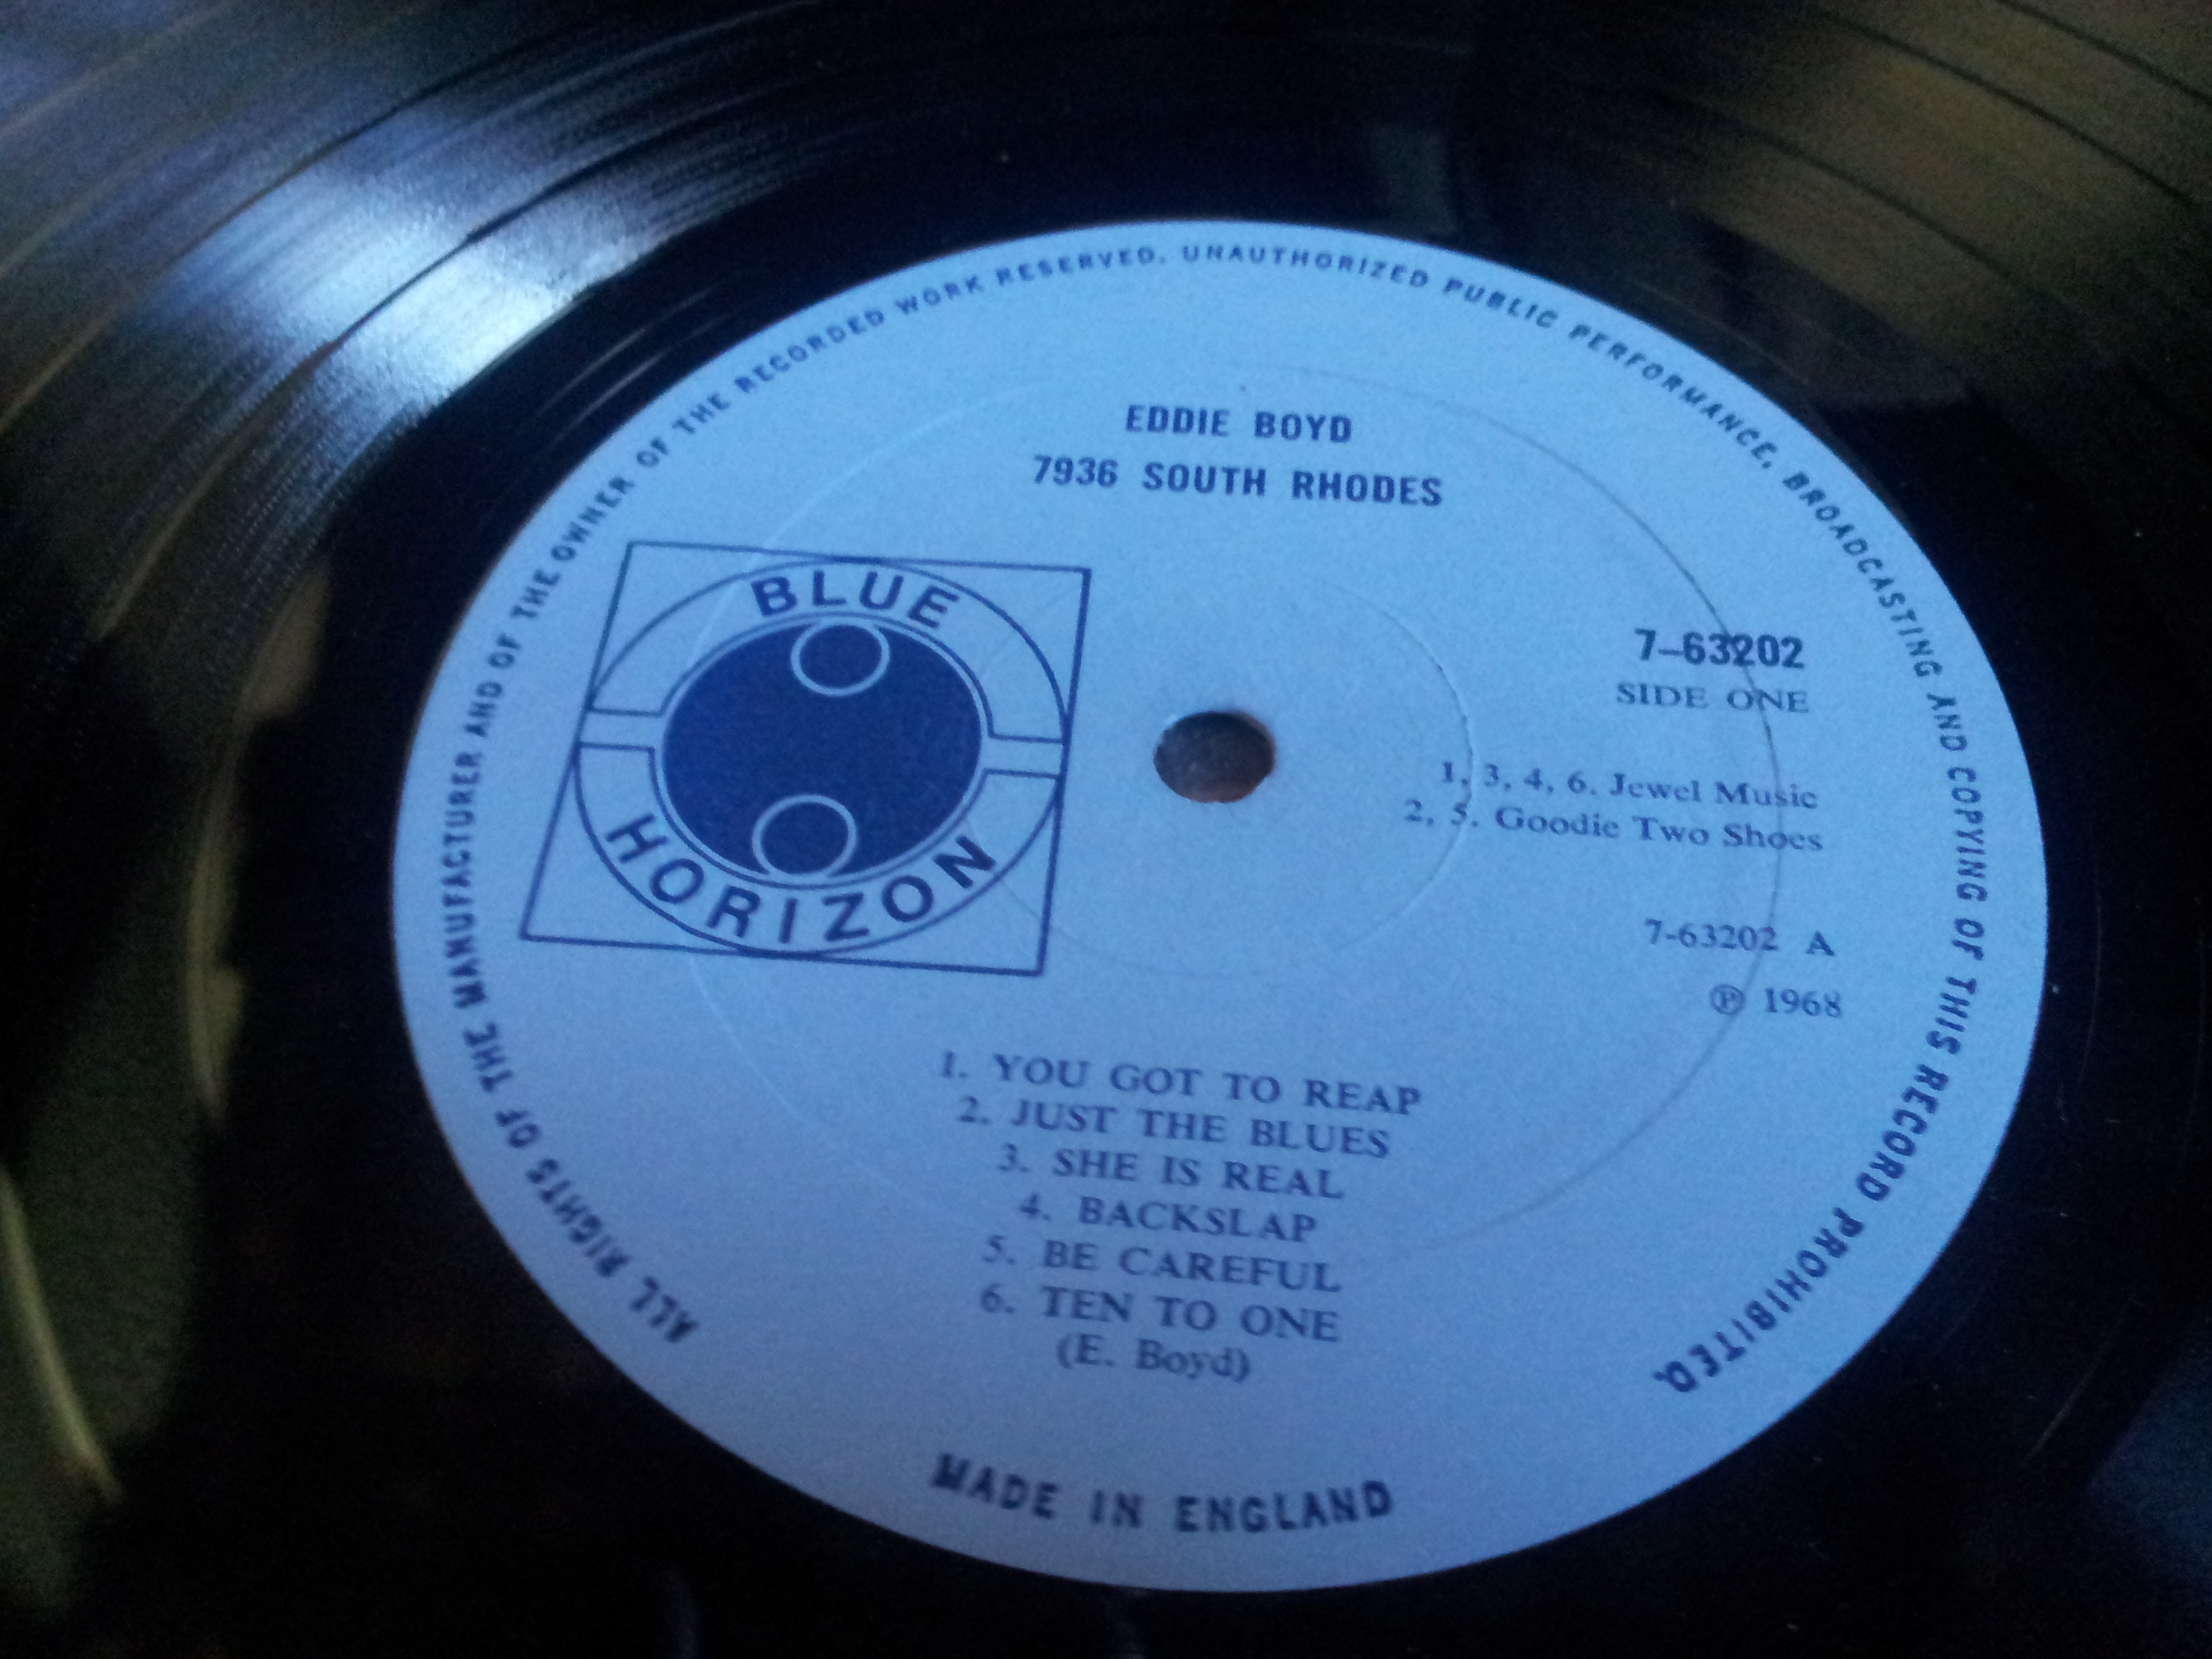 ALL RIGHTS OF THE MANUFACTURER AND OF THE OWNER OF THE RECORDED WORK RESERVED. UNAUTHORIZED PUBLIC PERFORMANCE, BROADCASTING AND COPYING OF THIS RECORD PROHIBITED.
EDDIE BOYD
7936 SOUTH RHODES
BLUE
HORIZON
7-63202
SIDE ONE
1, 3, 4, 6. Jewel Music
2, 5. Goodie Two Shoes
7-63202 A
℗ 1968
1. YOU GOT TO REAP
2. JUST THE BLUES
3. SHE IS REAL
4. BACKSLAP
5. BE CAREFUL
6. TEN TO ONE
(E. Boyd)
MADE IN ENGLAND